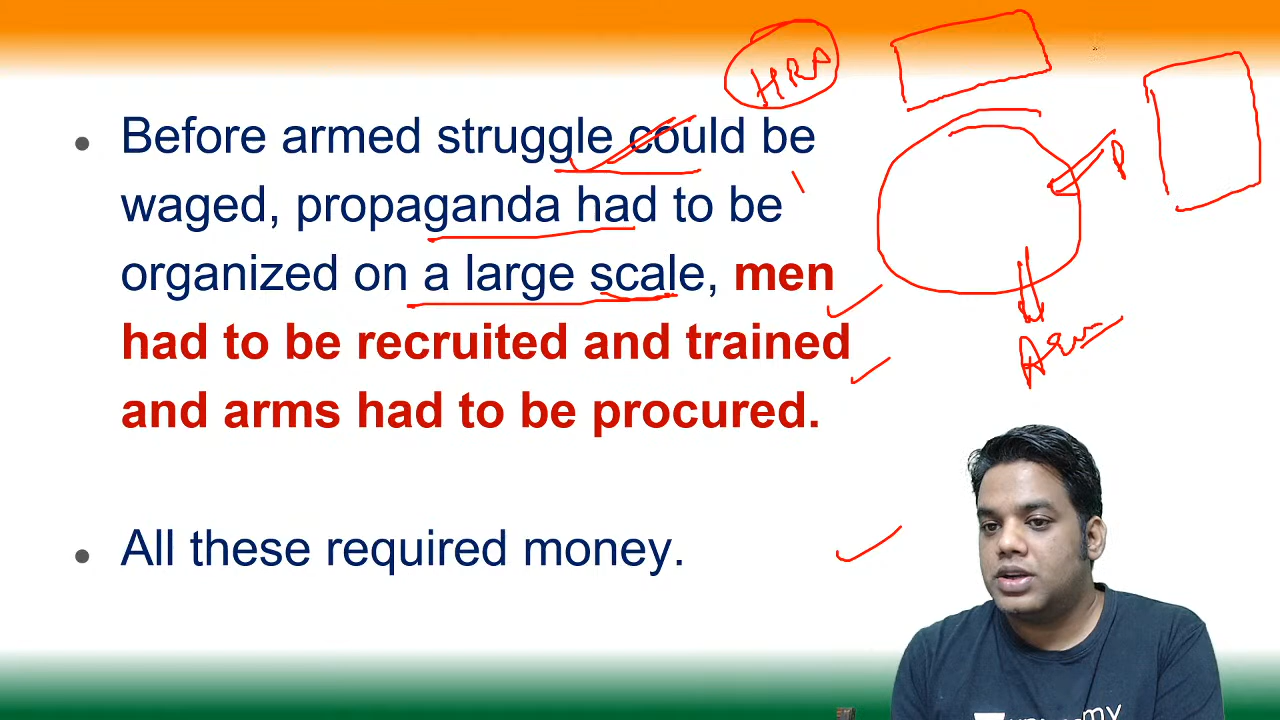 HRA
Before armed struggle could be
waged, propaganda had to be
organized on a large scale, men
had to be recruited and trained
and arms had to be procured.
All these required money.
P